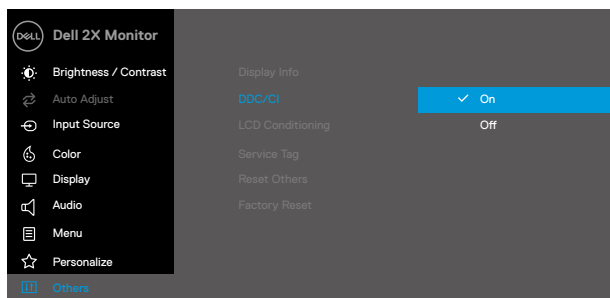 DELL Dell 2X Monitor
Brightness / Contrast
Auto Adjust
Input Source
Color
Display
Audio
Menu
Personalize
Others
Display Info
DDC/CI
LCD Conditioning
Service Tag
Reset Others
Factory Reset
On
Off